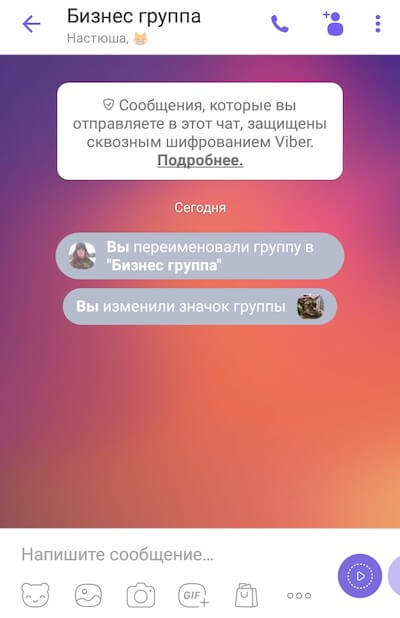 Бизнес группа
Настюша, 😼
Сообщения, которые вы
отправляете в этот чат, защищены
сквозным шифрованием Viber.
Подробнее.
Сегодня
Вы переименовали группу в
"Бизнес группа"
Вы изменили значок группы
Напишите сообщение...
GIF